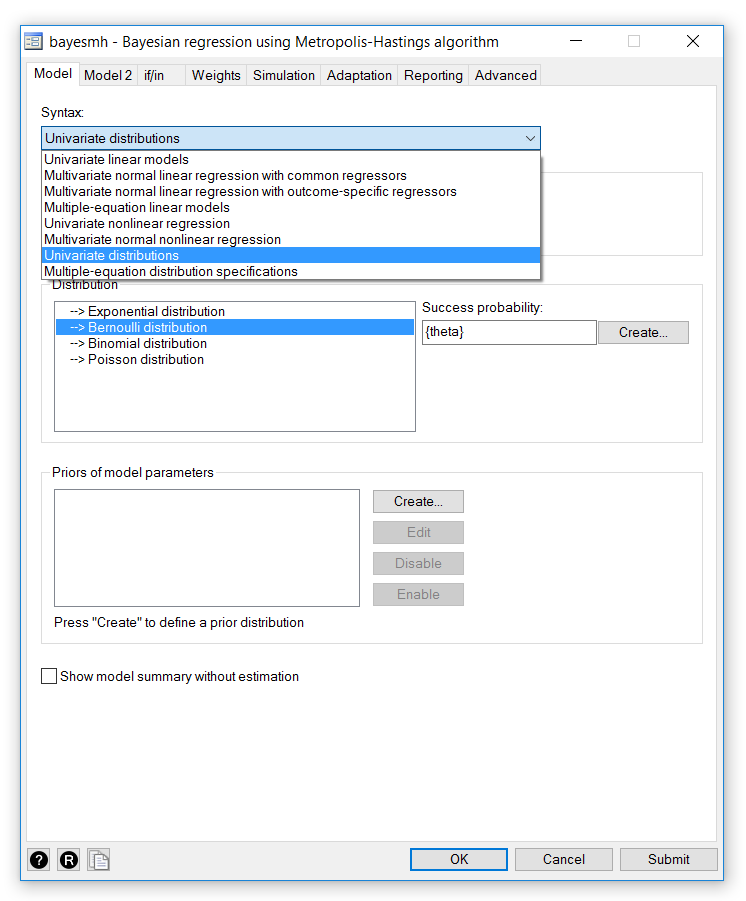 bayesmh - Bayesian regression using Metropolis-Hastings algorithm
Model Model 2 if/in Weights Simulation Adaptation Reporting Advanced
Syntax:
Univariate distributions
Univariate linear models
Multivariate normal linear regression with common regressors
Multivariate normal linear regression with outcome-specific regressors
Multiple-equation linear models
Univariate nonlinear regression
Multivariate normal nonlinear regression
Univariate distributions
Multiple-equation distribution specifications
Distribution
--> Exponential distribution
--> Bernoulli distribution
--> Binomial distribution
--> Poisson distribution
Success probability:
{theta} Create...
Priors of model parameters
Create...
Edit
Disable
Enable
Press "Create" to define a prior distribution
Show model summary without estimation
? R OK Cancel Submit